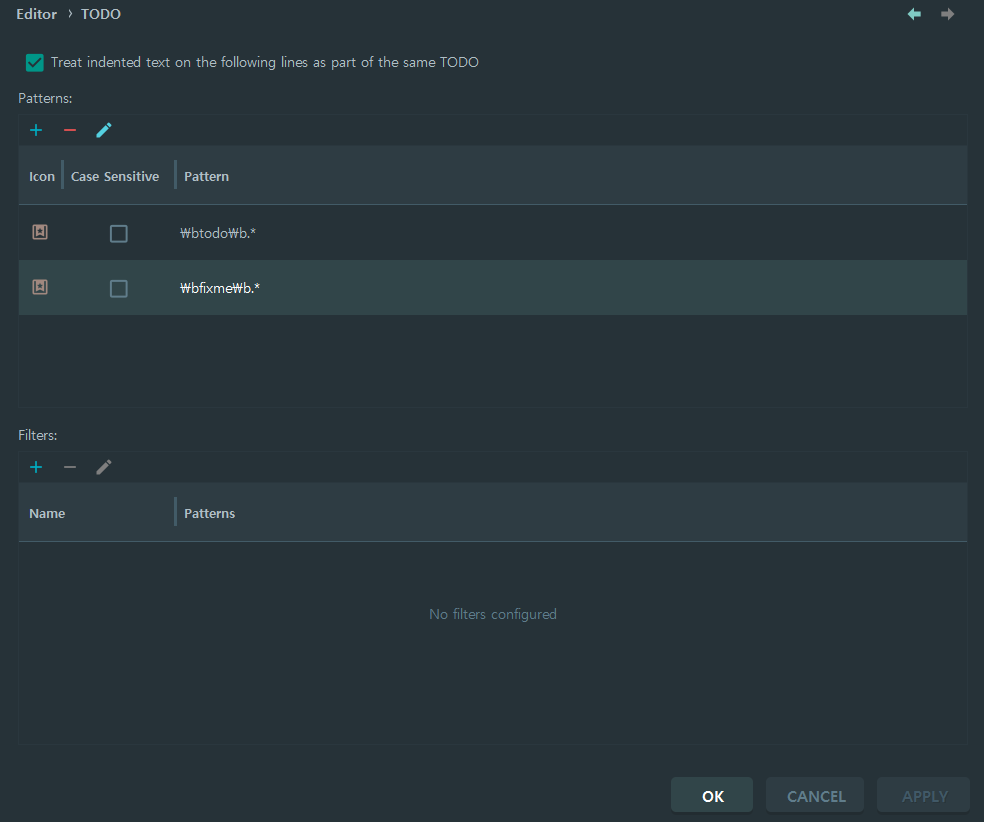 Editor › TODO
Treat indented text on the following lines as part of the same TODO
Patterns:
Icon Case Sensitive Pattern
₩btodo₩b.*
₩bfixme₩b.*
Filters:
Name Patterns
No filters configured
OK CANCEL APPLY